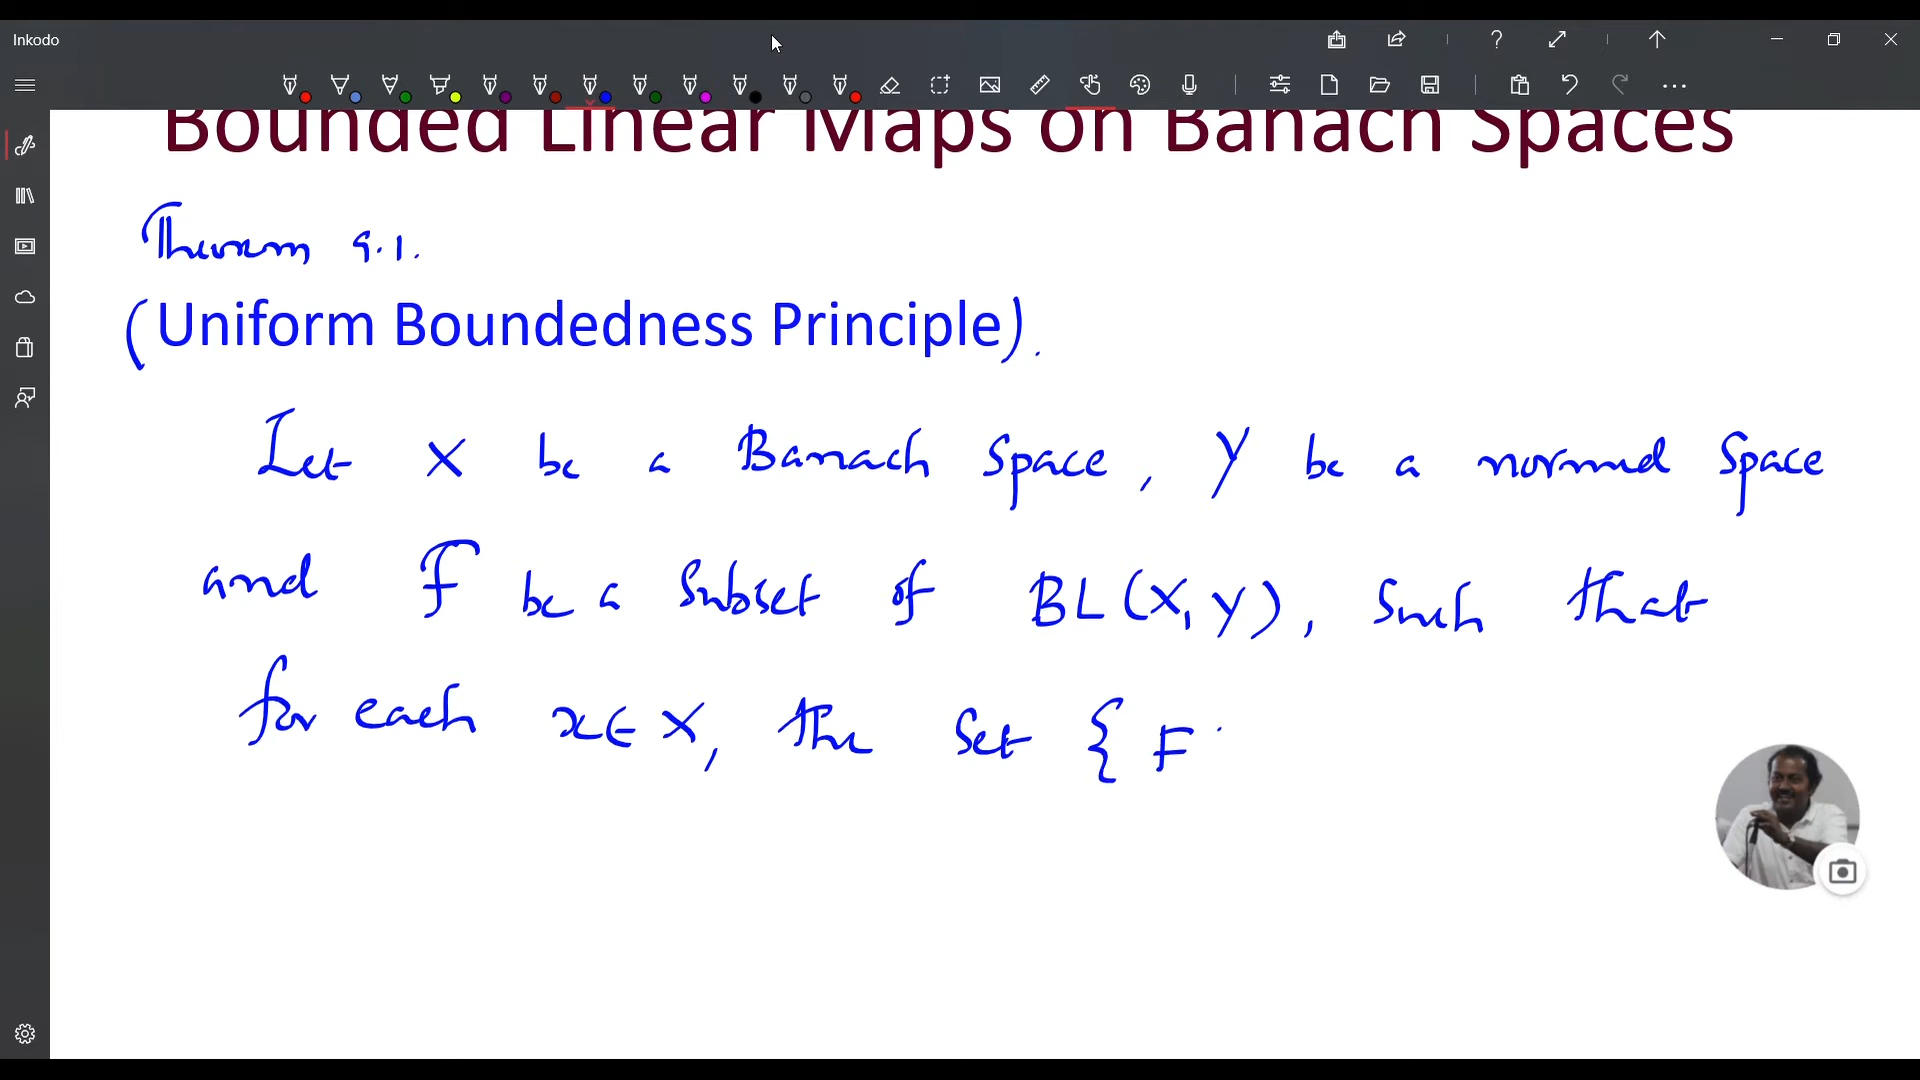 Inkodo
Bounded Linear Maps on Banach Spaces
Theorem 9.1.
(Uniform Boundedness Principle).
Let X be a Banach Space, Y be a normed Space
and F be a Subset of BL(X, Y), Such that
for each x∈X, the Set { F